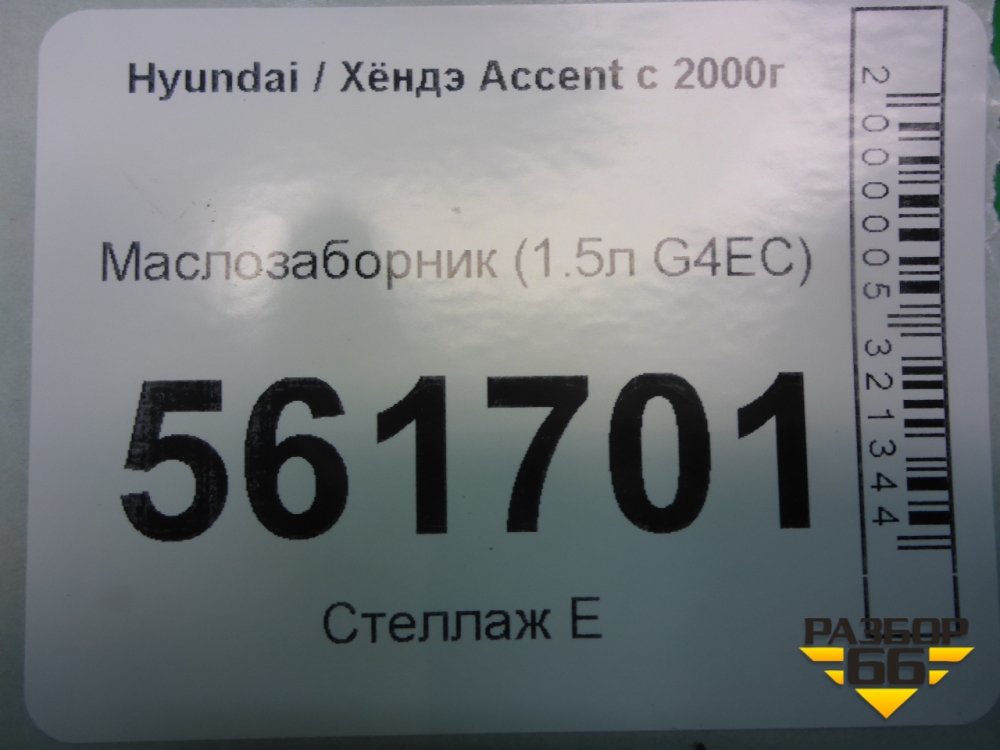 Hyundai / Хёндэ Accent с 2000г
Маслозаборник (1.5л G4EC)
561701
Стеллаж Е
2000005321344
РАЗБОР
66